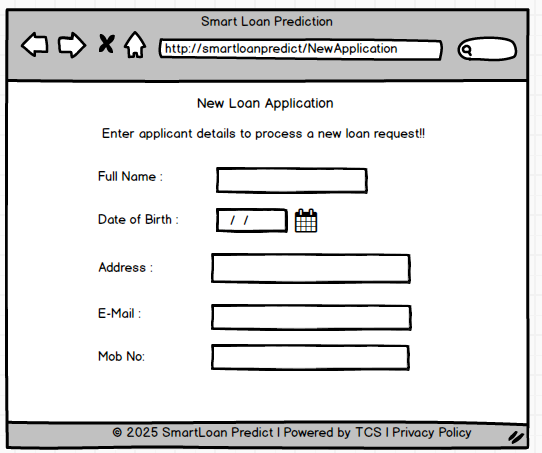 Smart Loan Prediction
http://smartloanpredict/NewApplication
New Loan Application
Enter applicant details to process a new loan request!!
Full Name :
Date of Birth : / /
Address :
E-Mail :
Mob No:
© 2025 SmartLoan Predict | Powered by TCS | Privacy Policy